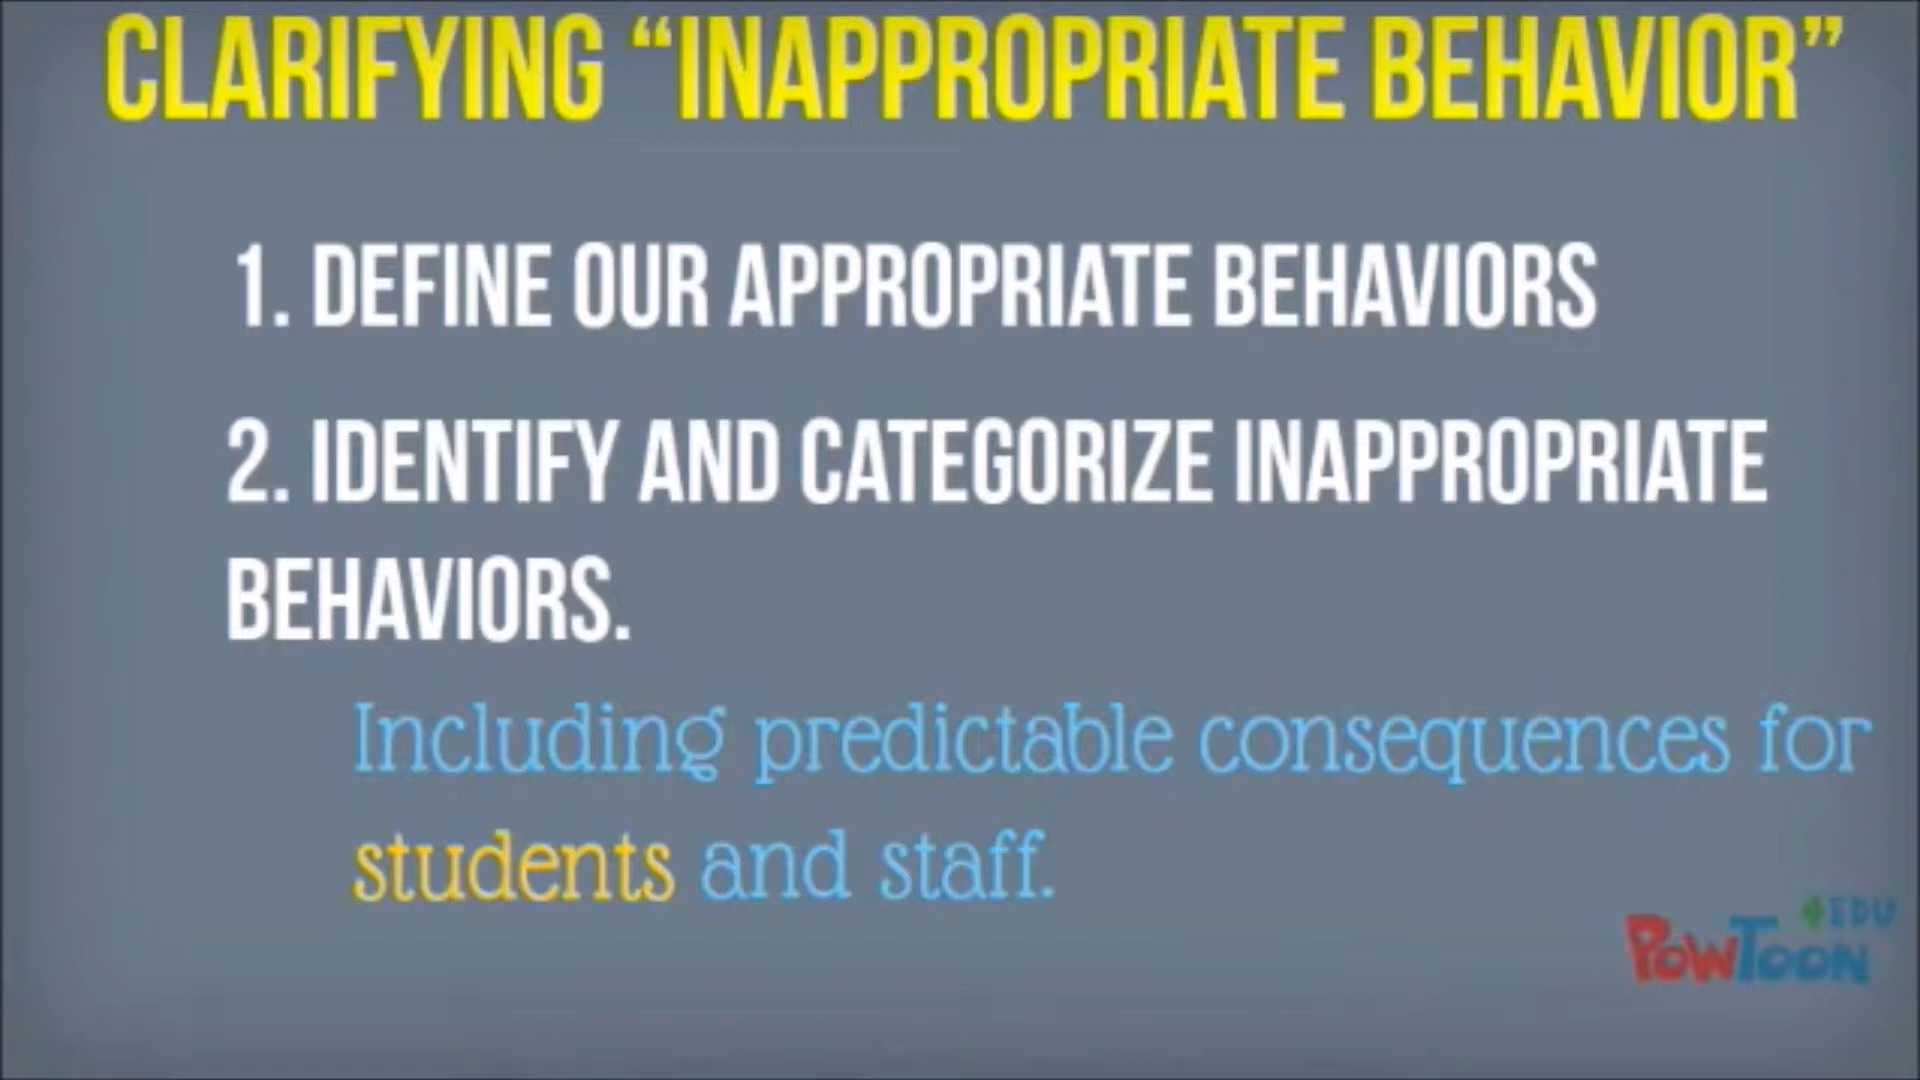 CLARIFYING “INAPPROPRIATE BEHAVIOR”
1. DEFINE OUR APPROPRIATE BEHAVIORS
2. IDENTIFY AND CATEGORIZE INAPPROPRIATE
BEHAVIORS.
Including predictable consequences for
students and staff.
EDU
POWTOON